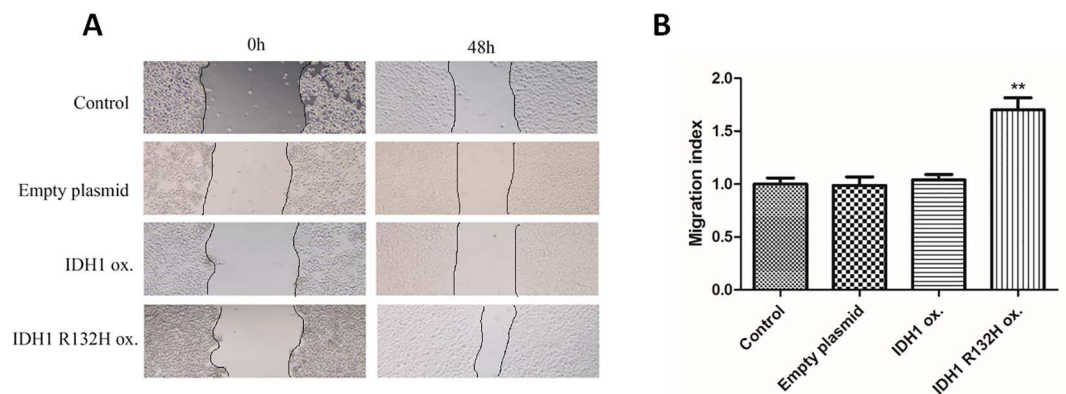 A
0h
48h
Control
Empty plasmid
IDH1 ox.
IDH1 R132H ox.
B
Migration index
2.0
1.5
1.0
0.5
0.0
**
Control
Empty plasmid
IDH1 ox.
IDH1 R132H ox.